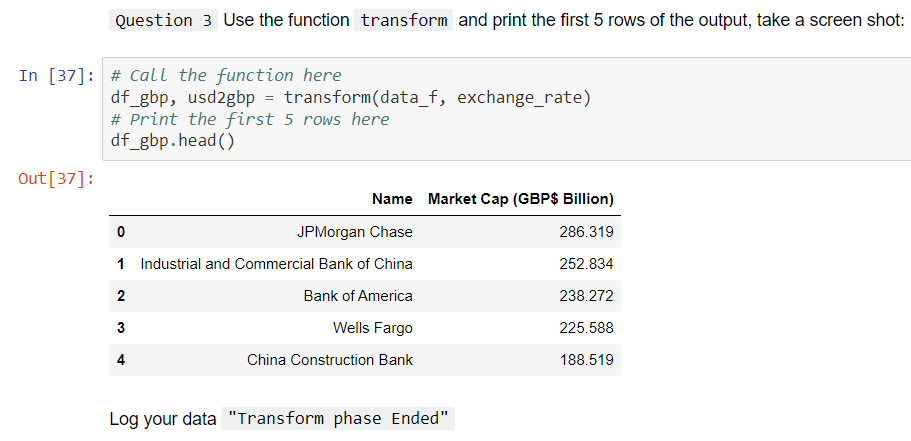 Question 3 Use the function transform and print the first 5 rows of the output, take a screen shot:
In [37]: # Call the function here
df_gbp, usd2gbp = transform(data_f, exchange_rate)
# Print the first 5 rows here
df_gbp.head()
Out[37]:
Name Market Cap (GBP$ Billion)
0 JPMorgan Chase 286.319
1 Industrial and Commercial Bank of China 252.834
2 Bank of America 238.272
3 Wells Fargo 225.588
4 China Construction Bank 188.519
Log your data "Transform phase Ended"